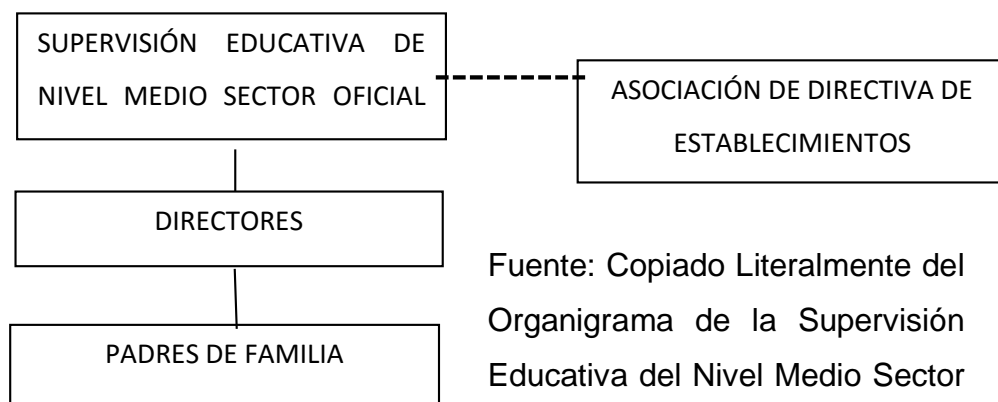 SUPERVISIÓN EDUCATIVA DE
NIVEL MEDIO SECTOR OFICIAL
ASOCIACIÓN DE DIRECTIVA DE
ESTABLECIMIENTOS
DIRECTORES
PADRES DE FAMILIA
Fuente: Copiado Literalmente del
Organigrama de la Supervisión
Educativa del Nivel Medio Sector